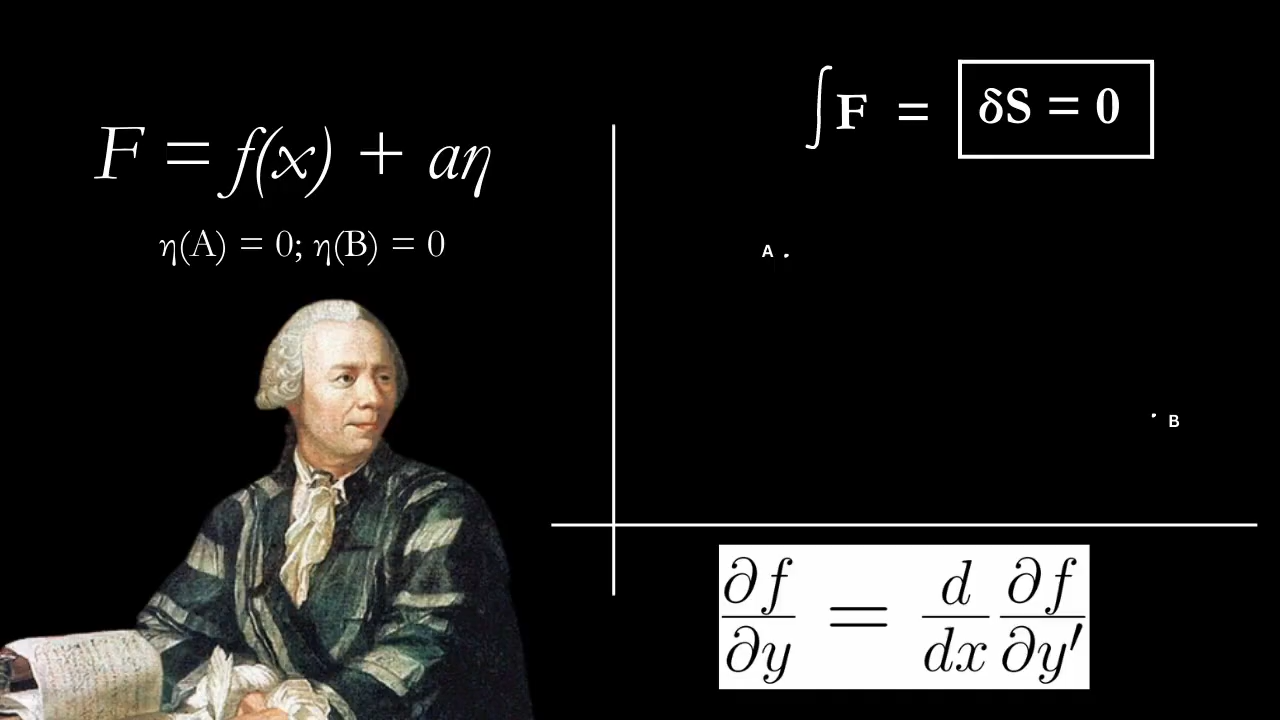 F = f(x) + aη
η(A) = 0; η(B) = 0
∫F = δS = 0
A
B
∂f/∂y = d/dx ∂f/∂y′